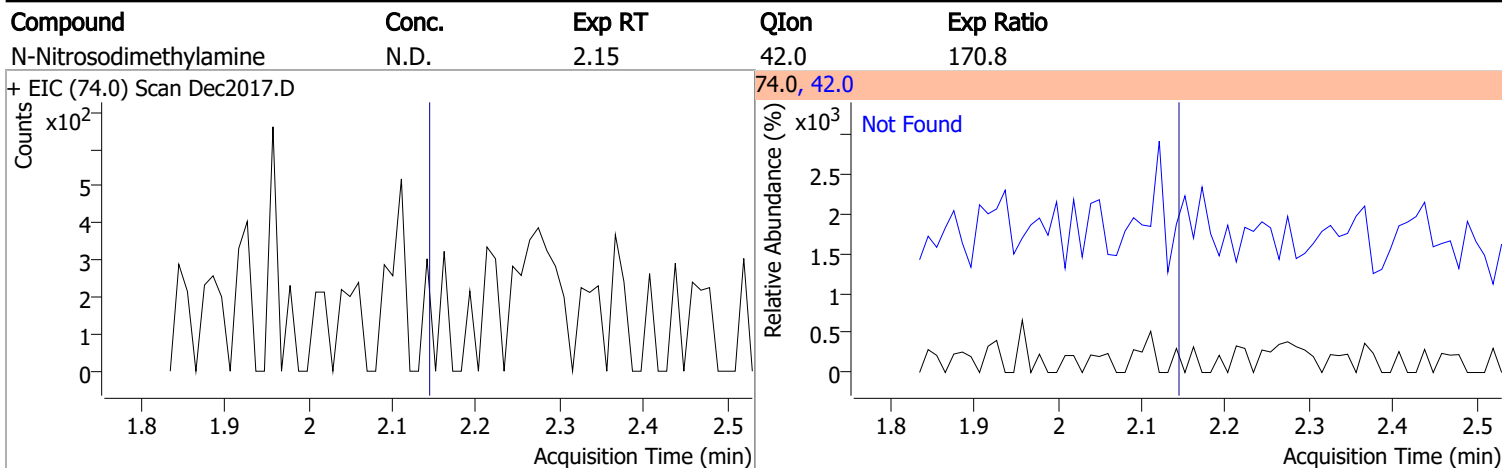 Compound Conc. Exp RT QIon Exp Ratio
N-Nitrosodimethylamine N.D. 2.15 42.0 170.8
+ EIC (74.0) Scan Dec2017.D
Counts
x10²
5
4
3
2
1
0
1.8 1.9 2 2.1 2.2 2.3 2.4 2.5
Acquisition Time (min)
74.0, 42.0
Relative Abundance (%)
x10³
Not Found
2.5
2
1.5
1
0.5
0
1.8 1.9 2 2.1 2.2 2.3 2.4 2.5
Acquisition Time (min)